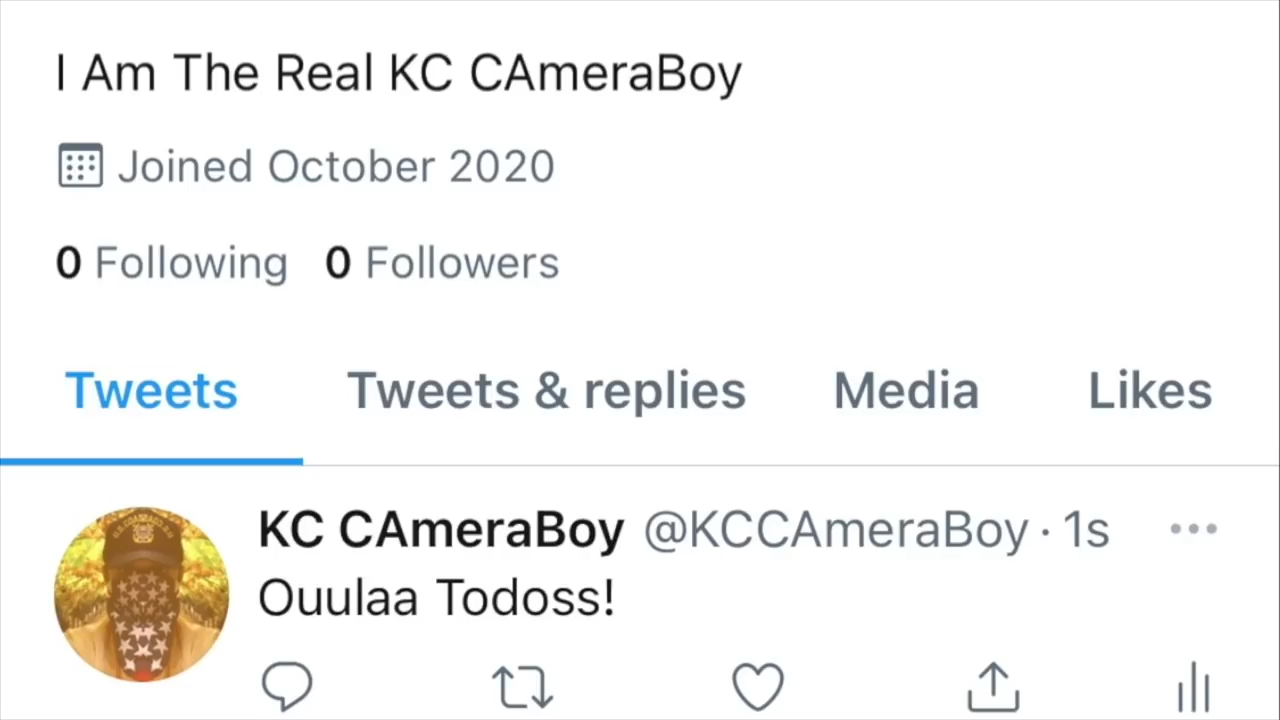 I Am The Real KC CAmeraBoy
Joined October 2020
0 Following 0 Followers
Tweets Tweets & replies Media Likes
KC CAmeraBoy @KCCAmeraBoy · 1s
Ouulaa Todoss!